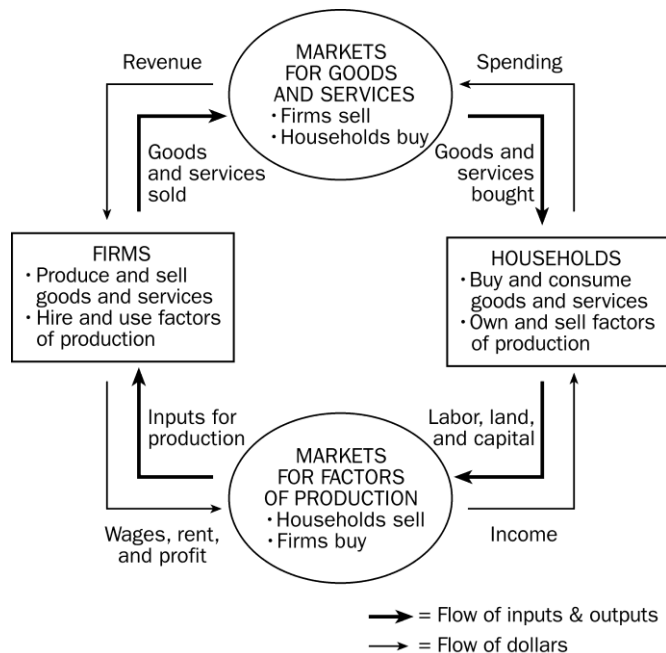 MARKETS
FOR GOODS
AND SERVICES
• Firms sell
• Households buy
Revenue
Spending
Goods
and services
sold
Goods and
services
bought
FIRMS
• Produce and sell
goods and services
• Hire and use factors
of production
HOUSEHOLDS
• Buy and consume
goods and services
• Own and sell factors
of production
Inputs for
production
Labor, land,
and capital
MARKETS
FOR FACTORS
OF PRODUCTION
• Households sell
• Firms buy
Wages, rent,
and profit
Income
= Flow of inputs & outputs
= Flow of dollars